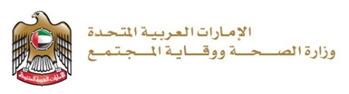 الإمارات العربية المتحدة
وزارة الصحة ووقاية المجتمع